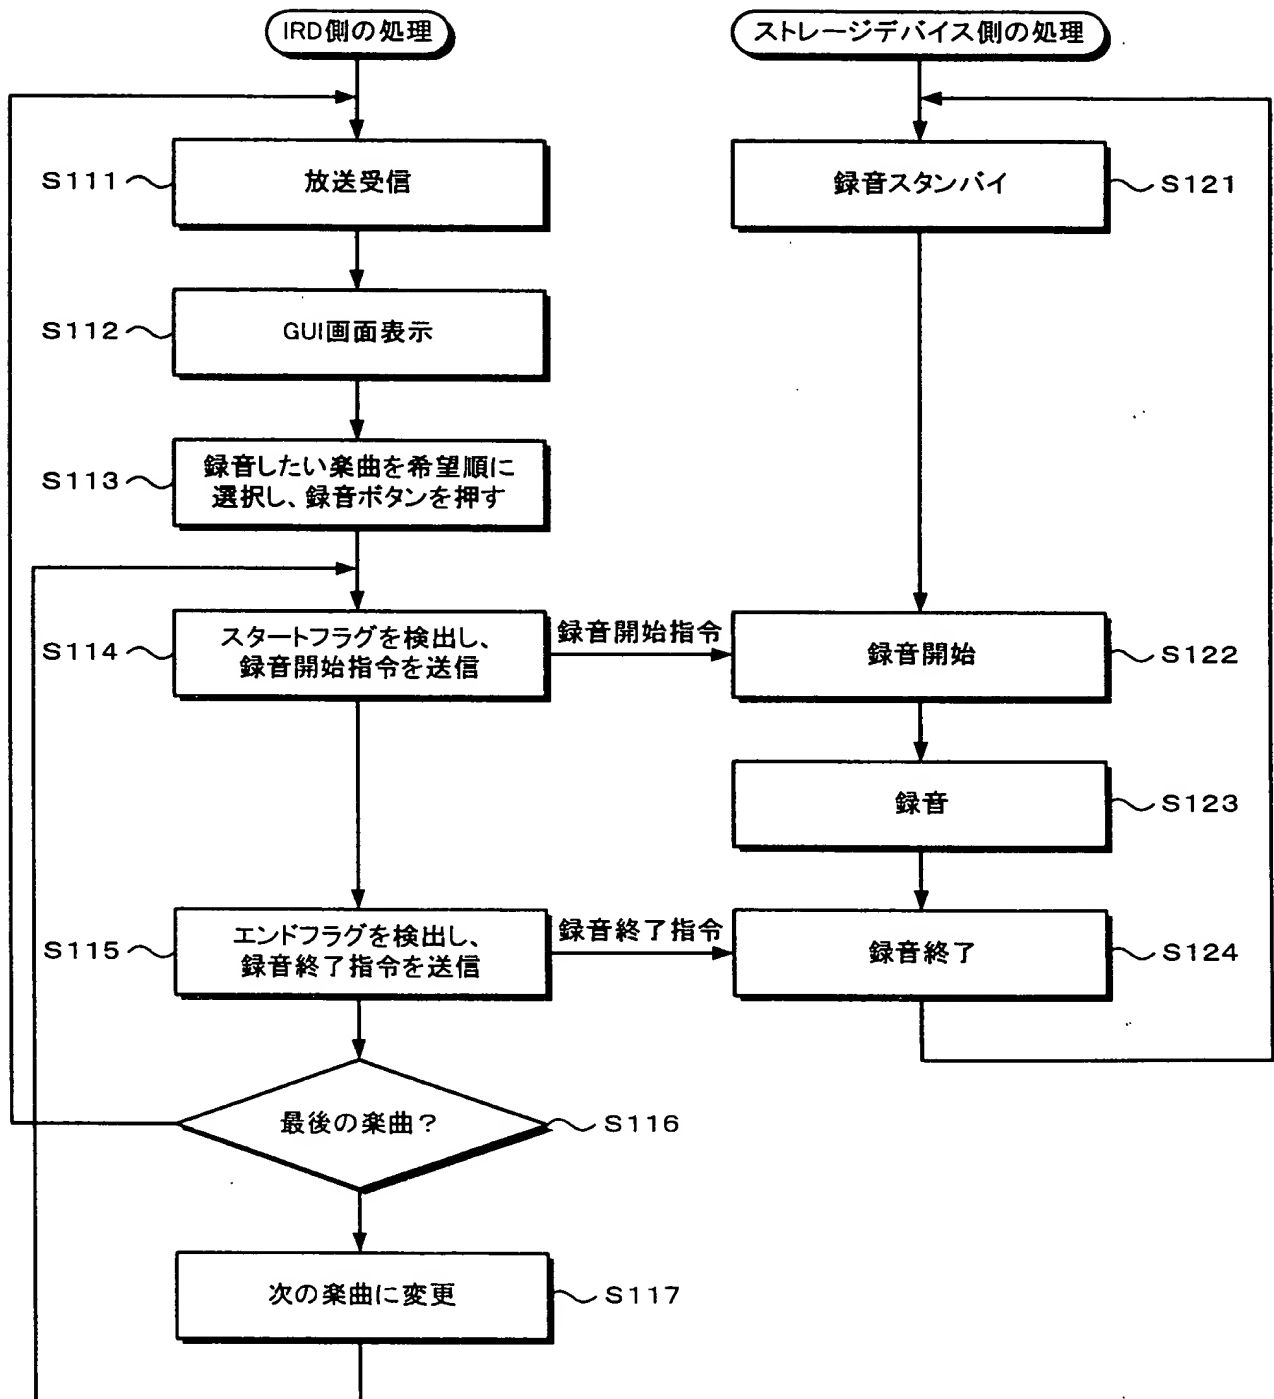 IRD側の処理
ストレージデバイス側の処理
S111
放送受信
録音スタンバイ
S121
S112
GUI画面表示
S113
録音したい楽曲を希望順に
選択し、録音ボタンを押す
S114
スタートフラグを検出し、
録音開始指令を送信
録音開始指令
録音開始
S122
録音
S123
S115
エンドフラグを検出し、
録音終了指令を送信
録音終了指令
録音終了
S124
最後の楽曲?
S116
次の楽曲に変更
S117